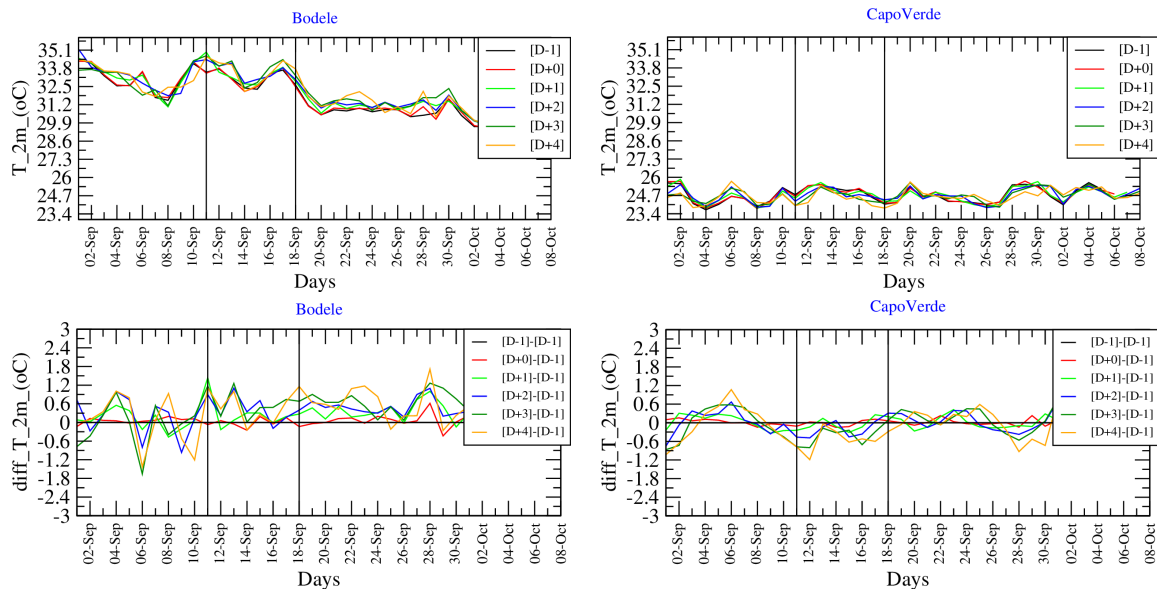 Bodele
T_2m_(oC)
35.1
33.8
32.5
31.2
29.9
28.6
27.3
26
24.7
23.4
[D-1]
[D+0]
[D+1]
[D+2]
[D+3]
[D+4]
02-Sep
04-Sep
06-Sep
08-Sep
10-Sep
12-Sep
14-Sep
16-Sep
18-Sep
20-Sep
22-Sep
24-Sep
26-Sep
28-Sep
30-Sep
02-Oct
04-Oct
06-Oct
08-Oct
Days
CapoVerde
T_2m_(oC)
35.1
33.8
32.5
31.2
29.9
28.6
27.3
26
24.7
23.4
[D-1]
[D+0]
[D+1]
[D+2]
[D+3]
[D+4]
02-Sep
04-Sep
06-Sep
08-Sep
10-Sep
12-Sep
14-Sep
16-Sep
18-Sep
20-Sep
22-Sep
24-Sep
26-Sep
28-Sep
30-Sep
02-Oct
04-Oct
06-Oct
08-Oct
Days
Bodele
diff_T_2m_(oC)
3
2.4
1.8
1.2
0.6
0
-0.6
-1.2
-1.8
-2.4
-3
[D-1]-[D-1]
[D+0]-[D-1]
[D+1]-[D-1]
[D+2]-[D-1]
[D+3]-[D-1]
[D+4]-[D-1]
02-Sep
04-Sep
06-Sep
08-Sep
10-Sep
12-Sep
14-Sep
16-Sep
18-Sep
20-Sep
22-Sep
24-Sep
26-Sep
28-Sep
30-Sep
02-Oct
04-Oct
06-Oct
08-Oct
Days
CapoVerde
diff_T_2m_(oC)
3
2.4
1.8
1.2
0.6
0
-0.6
-1.2
-1.8
-2.4
-3
[D-1]-[D-1]
[D+0]-[D-1]
[D+1]-[D-1]
[D+2]-[D-1]
[D+3]-[D-1]
[D+4]-[D-1]
02-Sep
04-Sep
06-Sep
08-Sep
10-Sep
12-Sep
14-Sep
16-Sep
18-Sep
20-Sep
22-Sep
24-Sep
26-Sep
28-Sep
30-Sep
02-Oct
04-Oct
06-Oct
08-Oct
Days